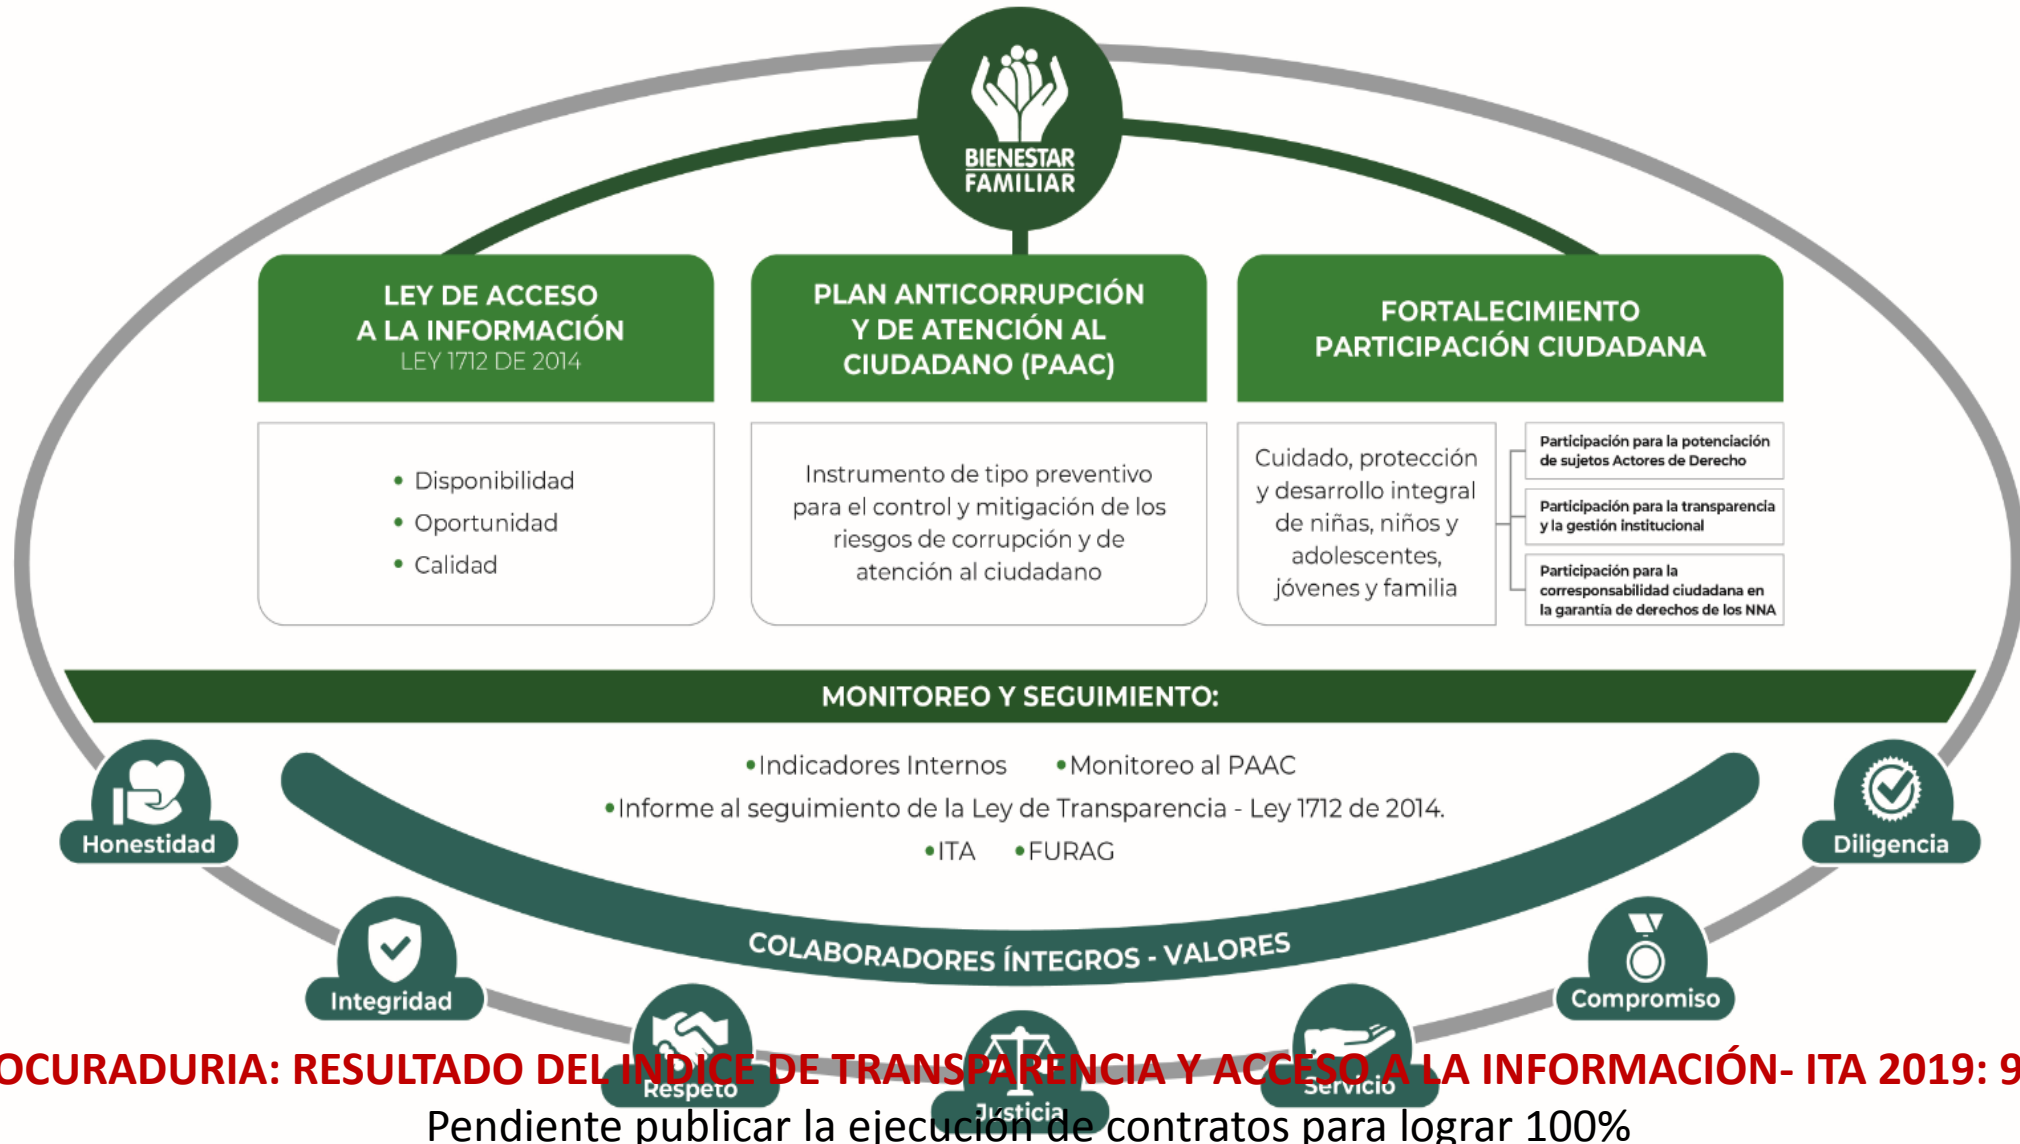 BIENESTAR
FAMILIAR
LEY DE ACCESO
A LA INFORMACIÓN
LEY 1712 DE 2014
• Disponibilidad
• Oportunidad
• Calidad
PLAN ANTICORRUPCIÓN
Y DE ATENCIÓN AL
CIUDADANO (PAAC)
Instrumento de tipo preventivo
para el control y mitigación de los
riesgos de corrupción y de
atención al ciudadano
FORTALECIMIENTO
PARTICIPACIÓN CIUDADANA
Cuidado, protección
y desarrollo integral
de niñas, niños y
adolescentes,
jóvenes y familia
Participación para la potenciación
de sujetos Actores de Derecho
Participación para la transparencia
y la gestión institucional
Participación para la
corresponsabilidad ciudadana en
la garantía de derechos de los NNA
MONITOREO Y SEGUIMIENTO:
•Indicadores Internos •Monitoreo al PAAC
•Informe al seguimiento de la Ley de Transparencia - Ley 1712 de 2014.
•ITA •FURAG
COLABORADORES ÍNTEGROS - VALORES
Honestidad
Integridad
Respeto
Justicia
Servicio
Compromiso
Diligencia
OCURADURIA: RESULTADO DEL INDICE DE TRANSPARENCIA Y ACCESO A LA INFORMACIÓN- ITA 2019: 9
Pendiente publicar la ejecución de contratos para lograr 100%